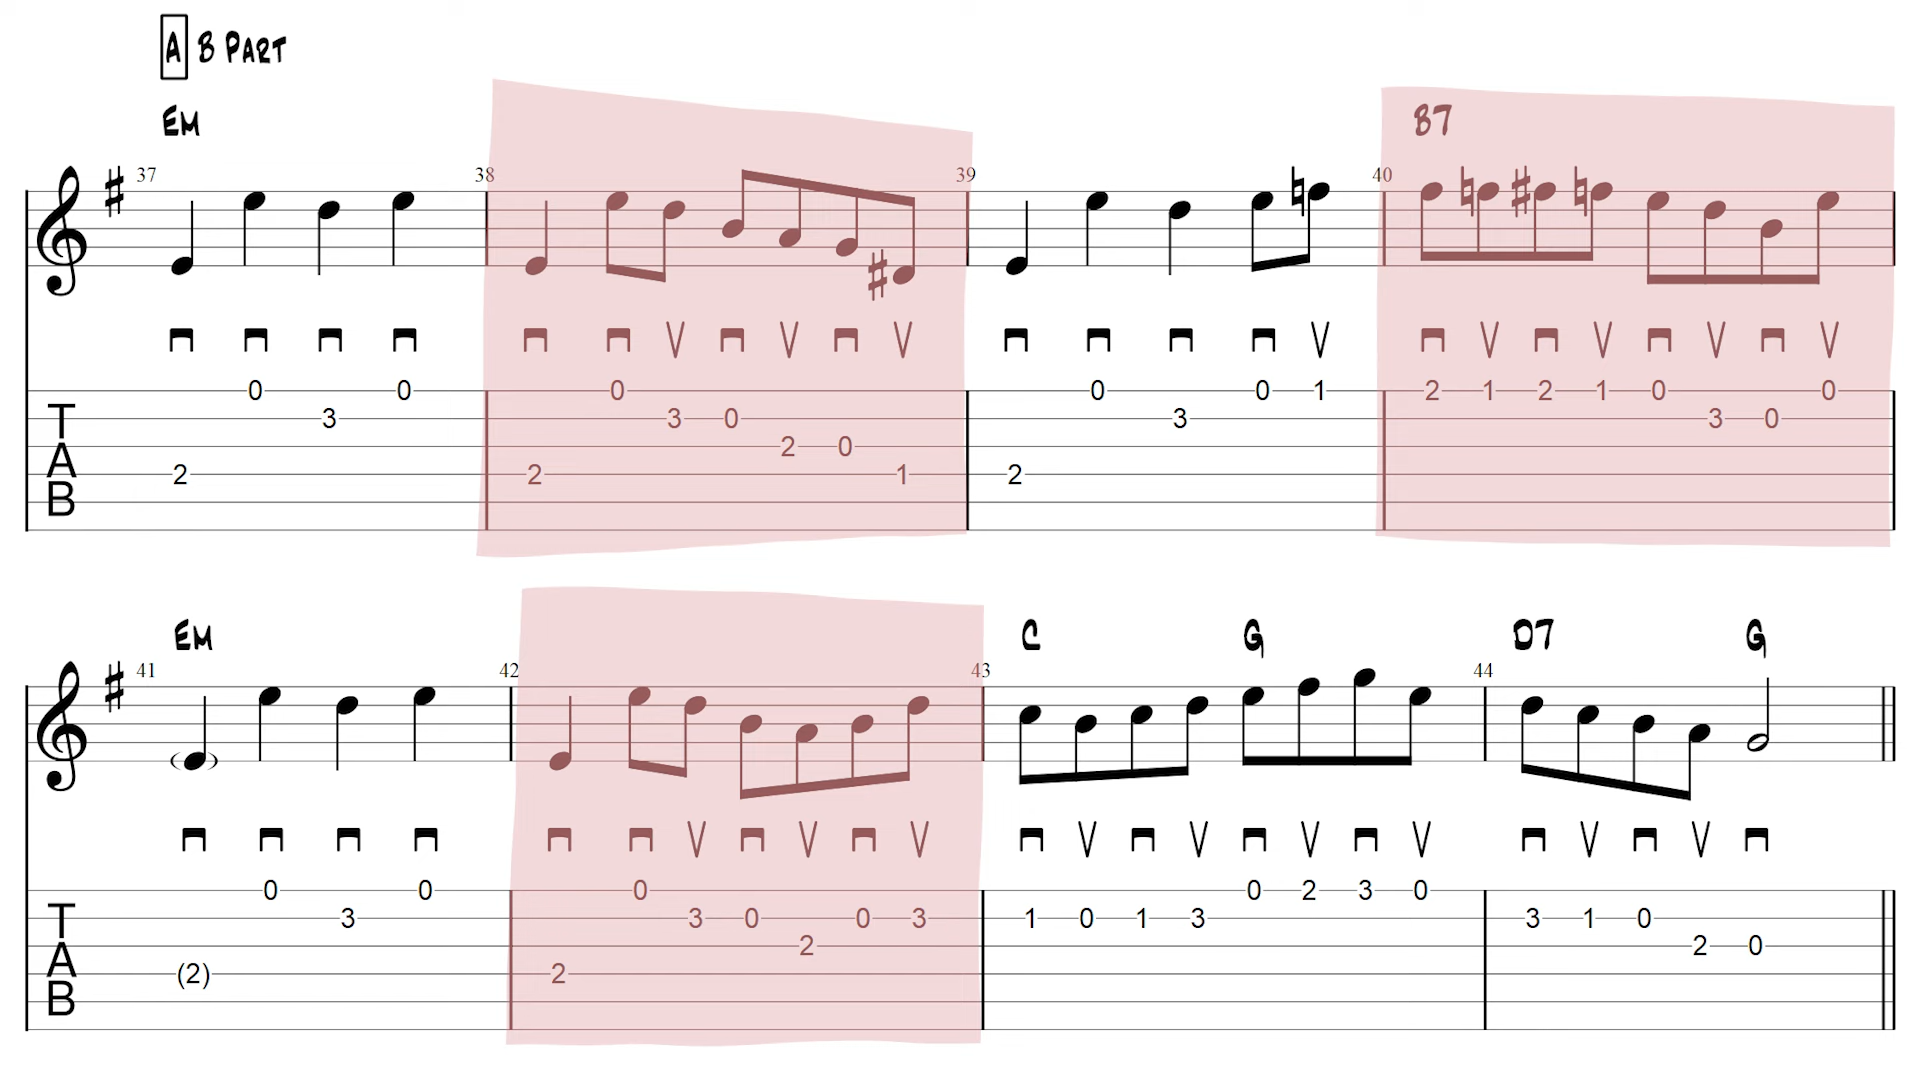 A B PART
EM
37 38 39 40
B7
0 0 0 0 0 1 2 1 2 1 0 0
T 3 3 0 3 3 0
2 0
A 2 2 1 2
B
EM C G D7 G
41 42 43 44
0 0 0 0 2 3 0
T 3 3 0 0 3 1 0 1 3 3 1 0
2 2 0
A (2) 2
B